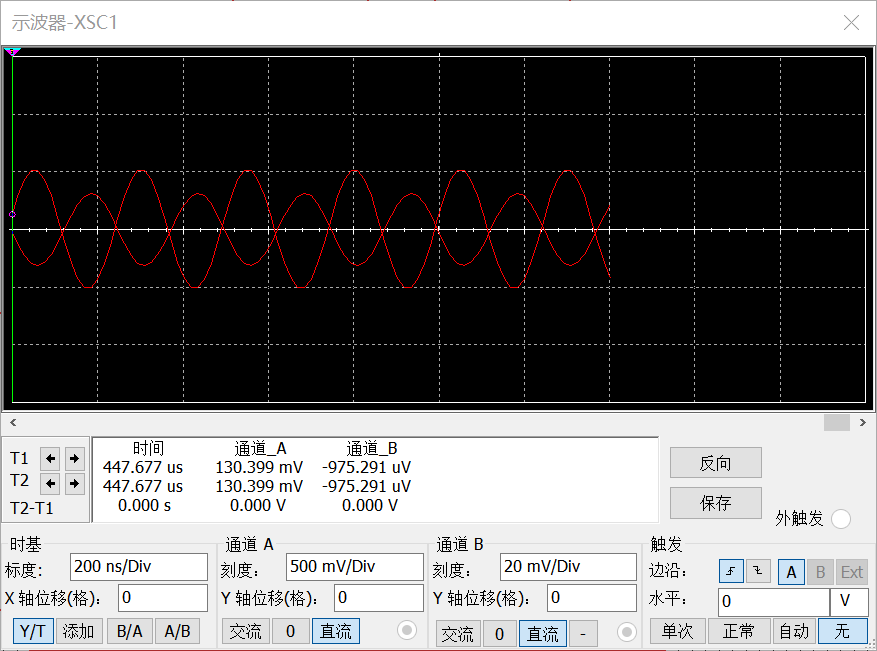 示波器-XSC1
T1
T2
T2-T1
时间 通道_A 通道_B
447.677 us 130.399 mV -975.291 uV
447.677 us 130.399 mV -975.291 uV
0.000 s 0.000 V 0.000 V
反向
保存
外触发
时基
标度: 200 ns/Div
X 轴位移(格): 0
Y/T 添加 B/A A/B
通道 A
刻度: 500 mV/Div
Y 轴位移(格): 0
交流 0 直流
通道 B
刻度: 20 mV/Div
Y 轴位移(格): 0
交流 0 直流 -
触发
边沿: A B Ext
水平: 0 V
单次 正常 自动 无